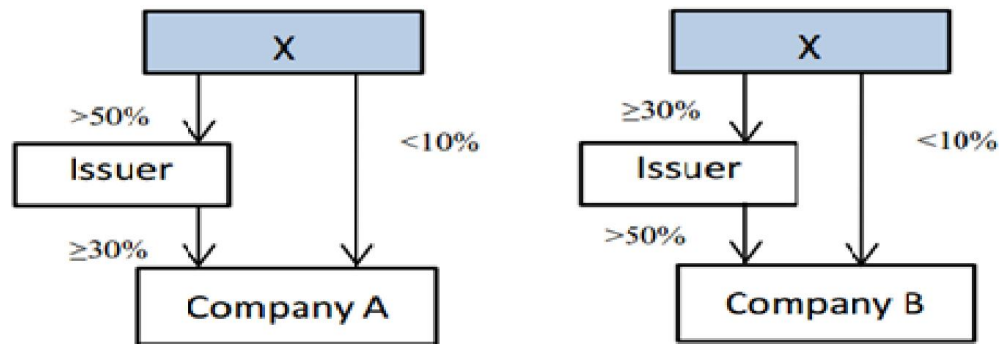 X
>50%
<10%
Issuer
≥30%
Company A
X
≥30%
<10%
Issuer
>50%
Company B